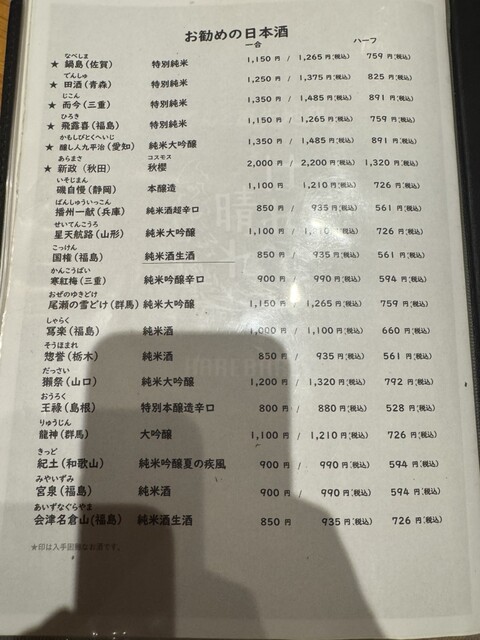 お勧めの日本酒
一合 ハーフ
なべしま
★ 鍋島(佐賀) 特別純米 1,150 円 / 1,265 円(税込) 759 円(税込)
でんしゅ
★ 田酒(青森) 特別純米 1,250 円 / 1,375 円(税込) 825 円(税込)
じこん
★ 而今(三重) 特別純米 1,350 円 / 1,485 円(税込) 891 円(税込)
ひろき
★ 飛露喜(福島) 特別純米 1,150 円 / 1,265 円(税込) 759 円(税込)
かもしびとくへいじ
★ 醸し人九平治(愛知) 純米大吟醸 1,350 円 / 1,485 円(税込) 891 円(税込)
あらまさ コスモス
★ 新政(秋田) 秋櫻 2,000 円 / 2,200 円(税込) 1,320 円(税込)
いそじまん
磯自慢(静岡) 本醸造 1,100 円 1,210 円(税込) 726 円(税込)
ばんしゅういっこん
播州一献(兵庫) 純米酒超辛口 850 円 / 935 円(税込) 561 円(税込)
せいてんこうろ
星天航路(山形) 純米大吟醸 1,100 円 / 円(税込) 726 円(税込)
こっけん
国権(福島) 純米酒生酒 850 円 / 935 円(税込) 561 円(税込)
かんこうばい
寒紅梅(三重) 純米吟醸辛口 900 円 / 990 円(税込) 594 円(税込)
おぜのゆきどけ
尾瀬の雪どけ(群馬) 純米大吟醸 1,150 円 / 1,265 円(税込) 759 円(税込)
しゃらく
冩楽(福島) 純米酒 1,000 円 / 1,100 円(税込) 660 円(税込)
そうほまれ
惣誉(栃木) 純米酒 850 円 / 935 円(税込) 561 円(税込)
だっさい
獺祭(山口) 純米大吟醸 1,200 円 / 1,320 円(税込) 792 円(税込)
おうろく
王祿(島根) 特別本醸造辛口 800 円 / 880 円(税込) 528 円(税込)
りゅうじん
龍神(群馬) 大吟醸 1,100 円 / 1,210 円(税込) 726 円(税込)
きっど
紀土(和歌山) 純米吟醸夏の疾風 900 円 / 990 円(税込) 594 円(税込)
みやいずみ
宮泉(福島) 純米酒 900 円 / 990 円(税込) 594 円(税込)
あいずなぐらやま
会津名倉山(福島) 純米酒生酒 850 円 935 円(税込) 726 円(税込)
★印は入手困難なお酒です。